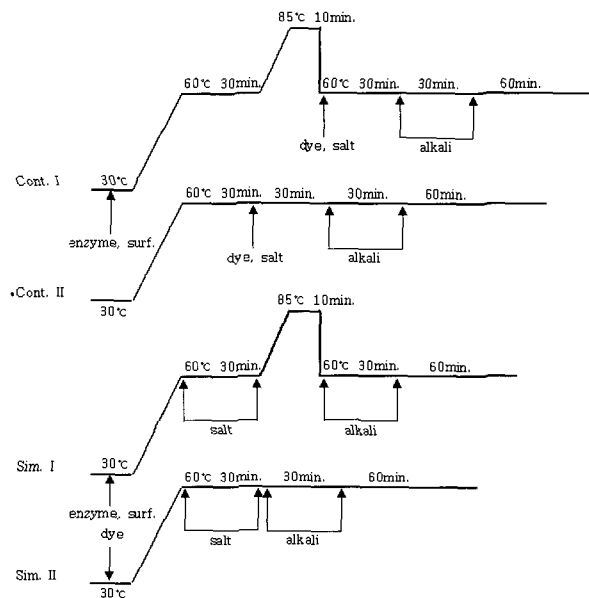 85℃ 10min.
60℃ 30min.
60℃ 30min. 30min. 60min.
dye, salt
alkali
Cont. I
30℃
enzyme, surf.
60℃ 30min. 30min. 30min. 60min.
dye, salt
alkali
Cont. II
30℃
85℃ 10min.
60℃ 30min.
60℃ 30min. 60min.
salt
alkali
Sim. I
30℃
60℃ 30min. 30min. 60min.
enzyme, surf.
dye
salt
alkali
Sim. II
30℃